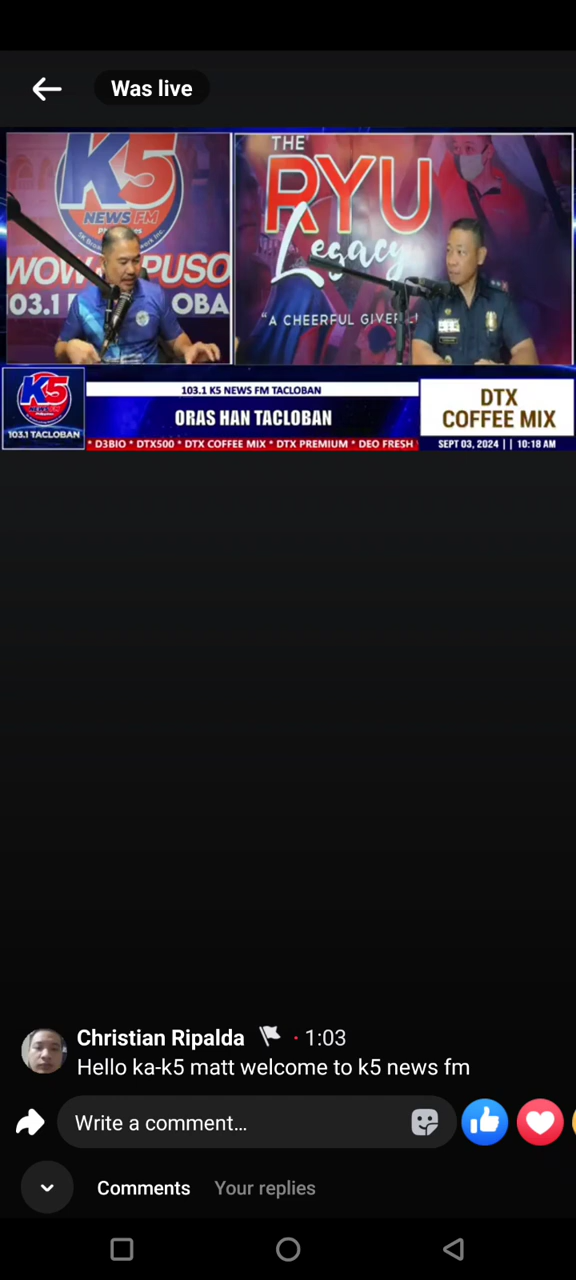 Was live
K5
NEWS FM
Philippines
WOW
PUSO
103.1
OBA
THE
RYU
Legacy
"A CHEERFUL GIVER
K5
NEWS FM
103.1 TACLOBAN
103.1 K5 NEWS FM TACLOBAN
ORAS HAN TACLOBAN
* D3BIO * DTX500 * DTX COFFEE MIX * DTX PREMIUM * DEO FRESH
DTX
COFFEE MIX
SEPT 03, 2024 || 10:18 AM
Christian Ripalda · 1:03
Hello ka-k5 matt welcome to k5 news fm
Write a comment...
Comments Your replies